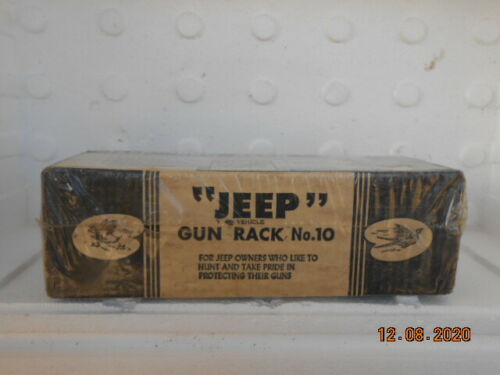 "JEEP"
VEHICLE
GUN RACK No.10
FOR JEEP OWNERS WHO LIKE TO
HUNT AND TAKE PRIDE IN
PROTECTING THEIR GUNS
12.08.2020